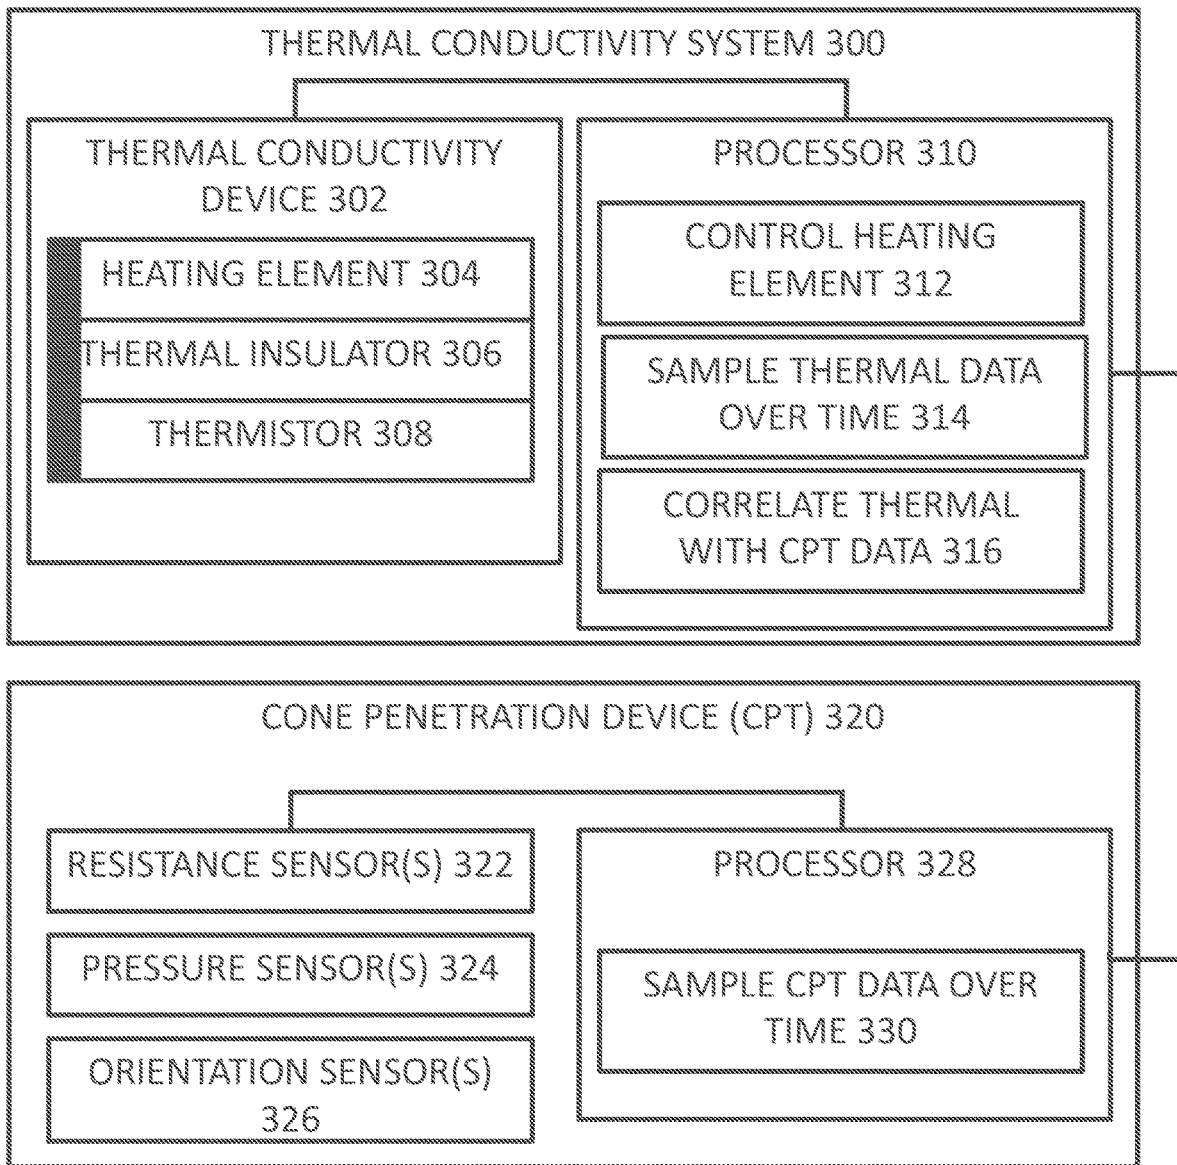 THERMAL CONDUCTIVITY SYSTEM 300
THERMAL CONDUCTIVITY
DEVICE 302
HEATING ELEMENT 304
THERMAL INSULATOR 306
THERMISTOR 308
PROCESSOR 310
CONTROL HEATING
ELEMENT 312
SAMPLE THERMAL DATA
OVER TIME 314
CORRELATE THERMAL
WITH CPT DATA 316
CONE PENETRATION DEVICE (CPT) 320
RESISTANCE SENSOR(S) 322
PRESSURE SENSOR(S) 324
ORIENTATION SENSOR(S)
326
PROCESSOR 328
SAMPLE CPT DATA OVER
TIME 330